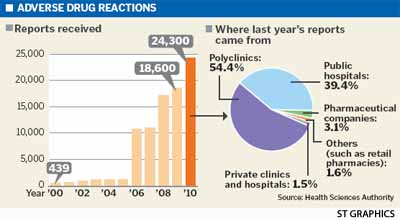 ADVERSE DRUG REACTIONS
Reports received
24,300
25,000
18,600
20,000
15,000
10,000
5,000
439
0
Year '00 '02 '04 '06 '08 '10
Where last year's reports
came from
Polyclinics:
54.4%
Public
hospitals:
39.4%
Pharmaceutical
companies:
3.1%
Others
(such as retail
pharmacies):
1.6%
Private clinics
and hospitals: 1.5%
Source: Health Sciences Authority
ST GRAPHICS